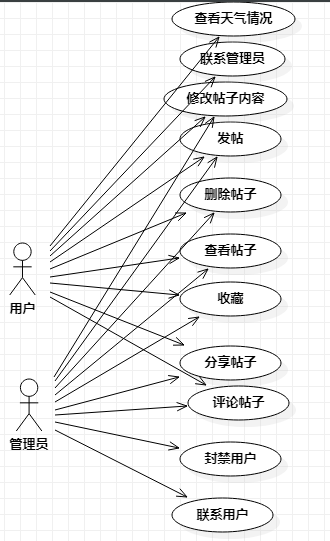 查看天气情况
联系管理员
修改帖子内容
发帖
删除帖子
查看帖子
用户
收藏
分享帖子
评论帖子
管理员
封禁用户
联系用户